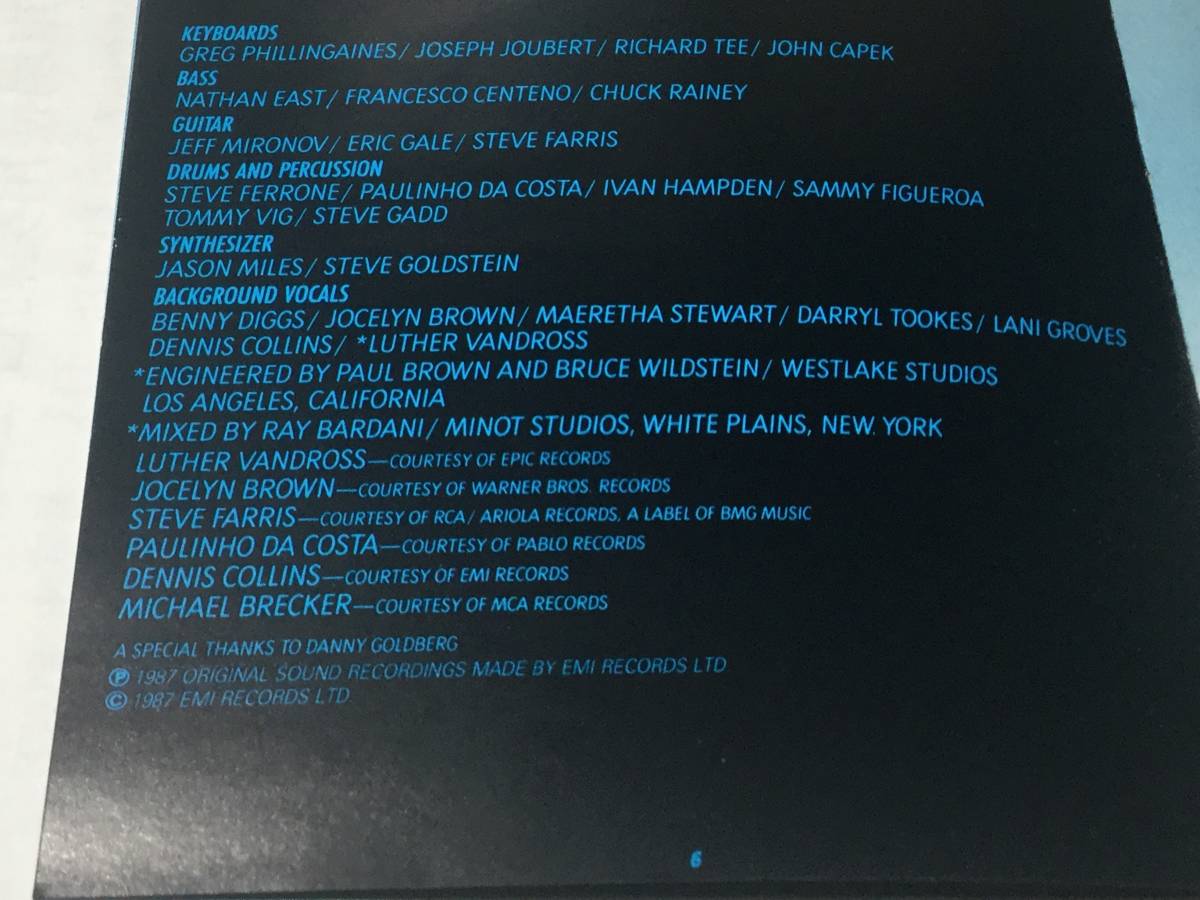 KEYBOARDS
GREG PHILLINGAINES/ JOSEPH JOUBERT/ RICHARD TEE/ JOHN CAPEK
BASS
NATHAN EAST/ FRANCESCO CENTENO/ CHUCK RAINEY
GUITAR
JEFF MIRONOV/ ERIC GALE/ STEVE FARRIS
DRUMS AND PERCUSSION
STEVE FERRONE/ PAULINHO DA COSTA/ IVAN HAMPDEN/ SAMMY FIGUEROA
TOMMY VIG/ STEVE GADD
SYNTHESIZER
JASON MILES/ STEVE GOLDSTEIN
BACKGROUND VOCALS
BENNY DIGGS/ JOCELYN BROWN/ MAERETHA STEWART/ DARRYL TOOKES/ LANI GROVES
DENNIS COLLINS/ *LUTHER VANDROSS
*ENGINEERED BY PAUL BROWN AND BRUCE WILDSTEIN/ WESTLAKE STUDIOS
LOS ANGELES, CALIFORNIA
*MIXED BY RAY BARDANI/ MINOT STUDIOS, WHITE PLAINS, NEW YORK
LUTHER VANDROSS—COURTESY OF EPIC RECORDS
JOCELYN BROWN—COURTESY OF WARNER BROS. RECORDS
STEVE FARRIS—COURTESY OF RCA/ ARIOLA RECORDS, A LABEL OF BMG MUSIC
PAULINHO DA COSTA—COURTESY OF PABLO RECORDS
DENNIS COLLINS—COURTESY OF EMI RECORDS
MICHAEL BRECKER—COURTESY OF MCA RECORDS
A SPECIAL THANKS TO DANNY GOLDBERG
℗ 1987 ORIGINAL SOUND RECORDINGS MADE BY EMI RECORDS LTD
© 1987 EMI RECORDS LTD.
6